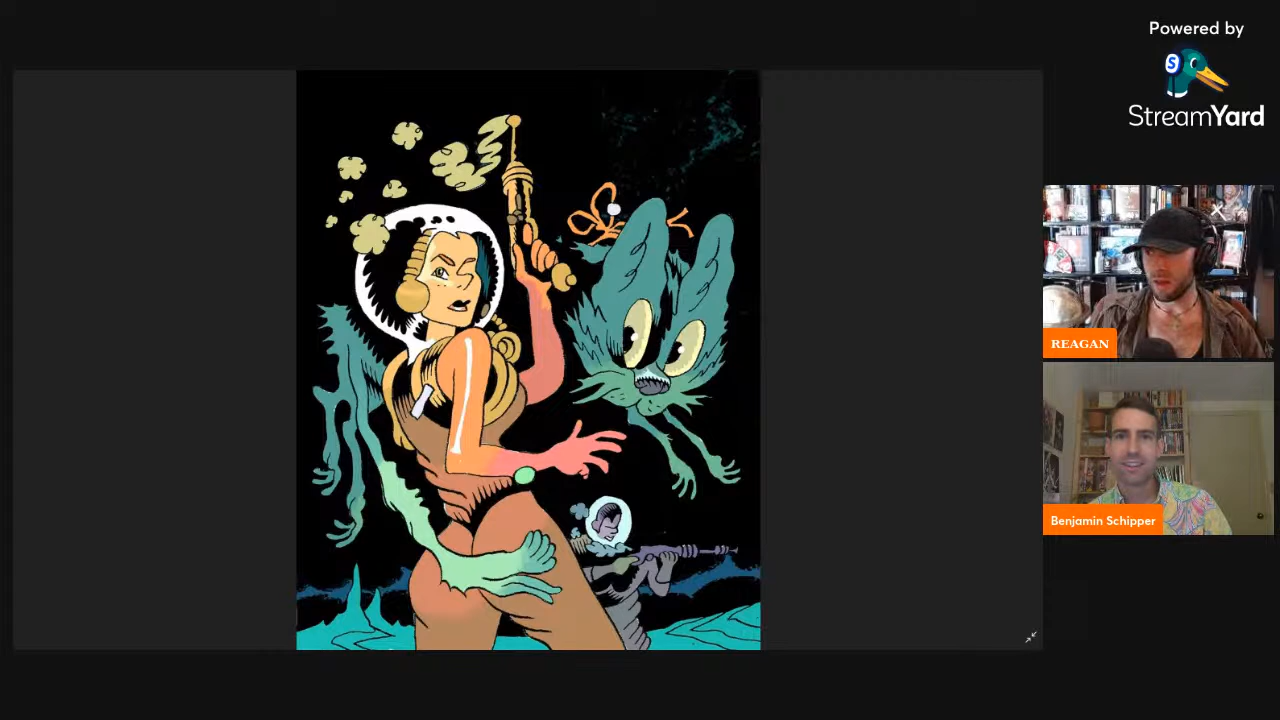 Powered by
S
StreamYard
REAGAN
Benjamin Schipper